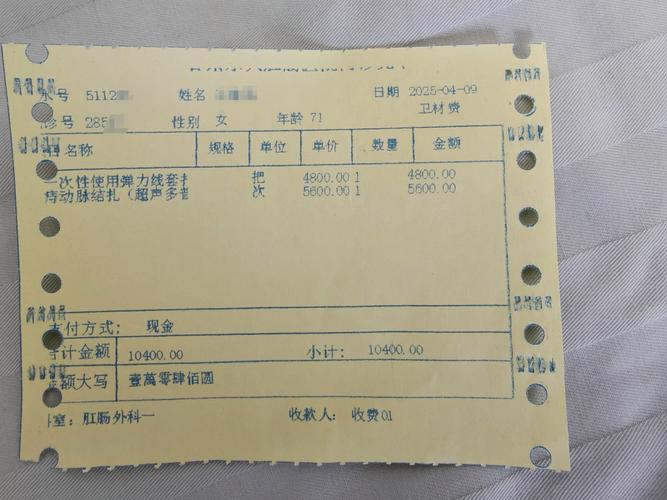 水号 5112 姓名 日期 2025-04-09
诊号 285 性别 女 年龄 71 卫材费
名称 规格 单位 单价 数量 金额
一次性使用弹力线套扎 把 4800.00 1 4800.00
痔动脉结扎(超声多普 次 5600.00 1 5600.00
支付方式: 现金
合计金额 10400.00 小计: 10400.00
金额大写 壹萬零肆佰圆
室: 肛肠外科一 收款人: 收费01